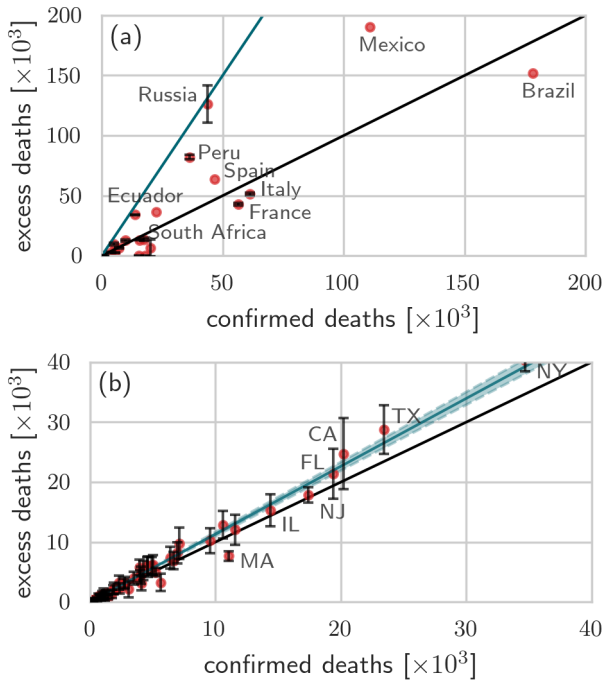 200
(a)
Mexico
150
Russia
Brazil
100
Peru
Spain
50
Ecuador
Italy
France
South Africa
0
0
50
100
150
200
excess deaths [×10³]
confirmed deaths [×10³]
40
(b)
NY
30
TX
CA
20
FL
NJ
IL
10
MA
0
0
10
20
30
40
excess deaths [×10³]
confirmed deaths [×10³]